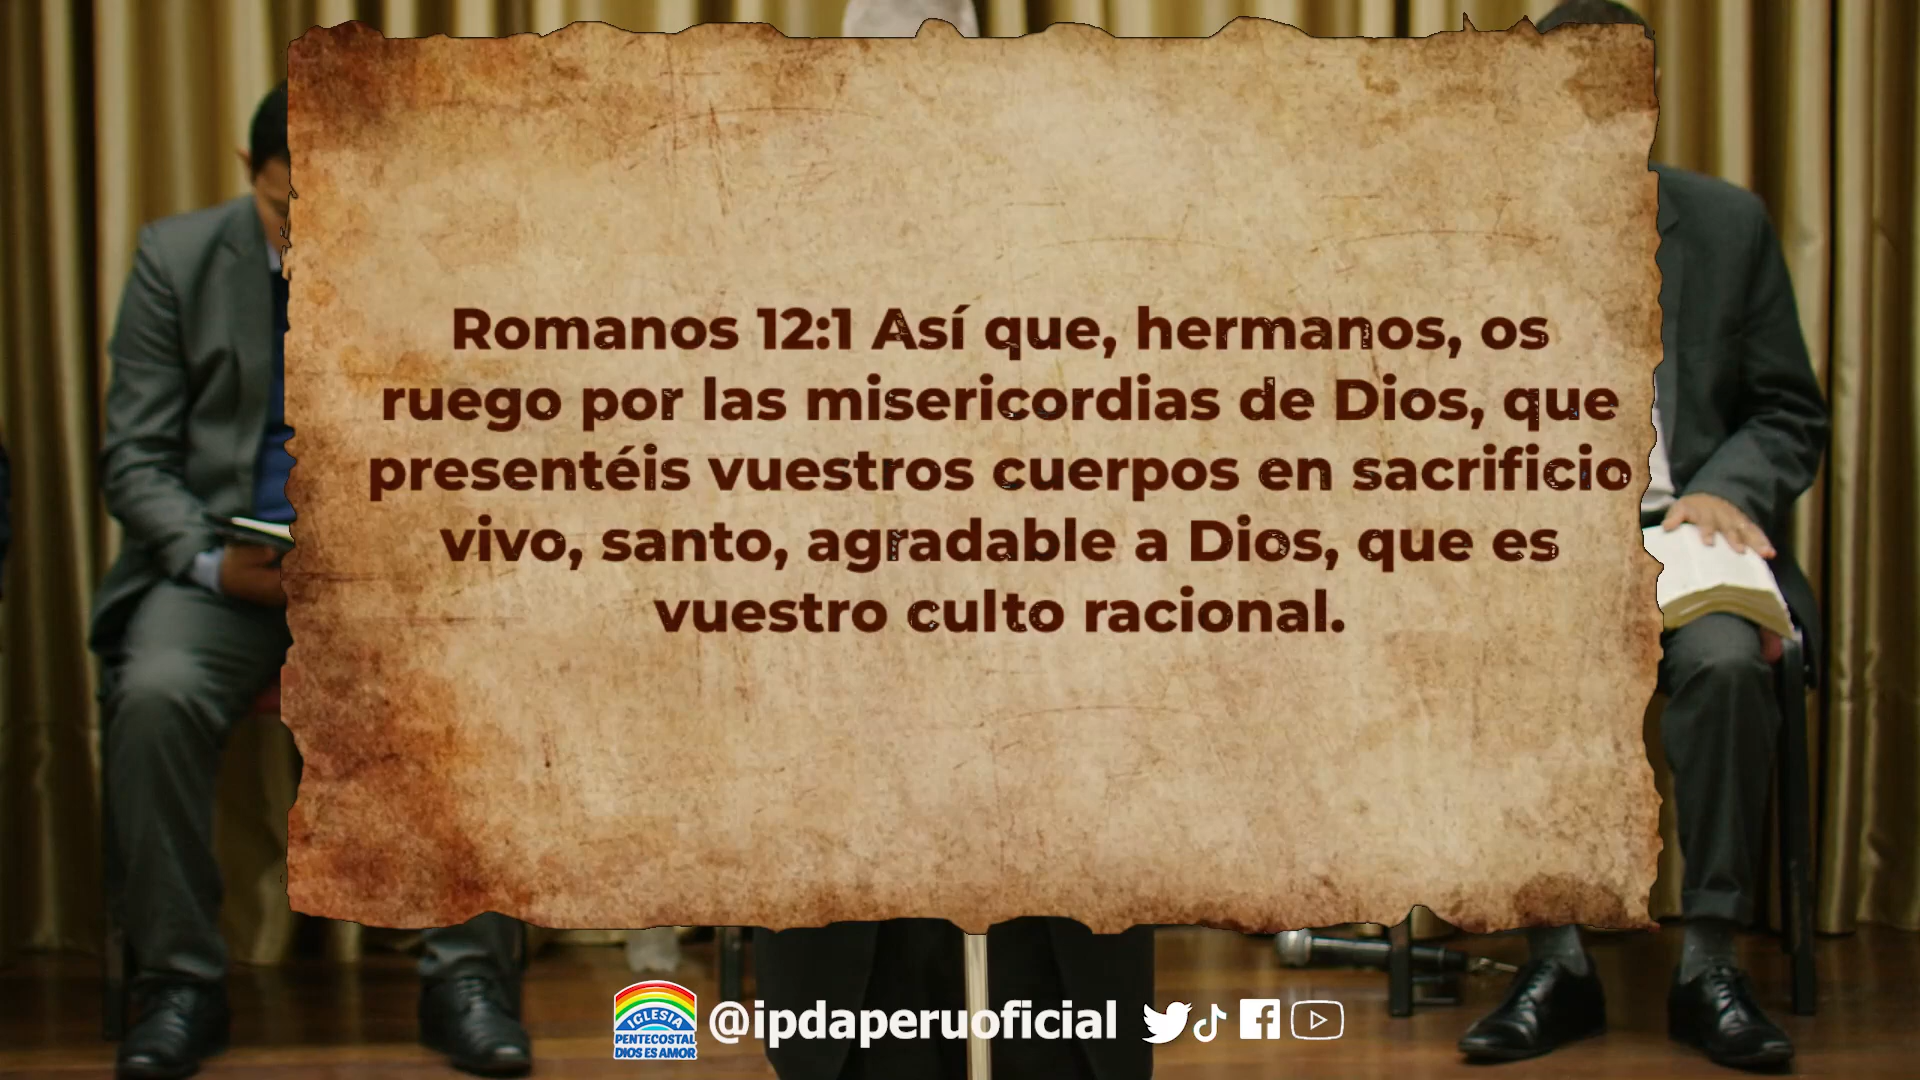 Romanos 12:1 Así que, hermanos, os
ruego por las misericordias de Dios, que
presentéis vuestros cuerpos en sacrificio
vivo, santo, agradable a Dios, que es
vuestro culto racional.
IGLESIA
PENTECOSTAL
DIOS ES AMOR
@ipdaperuoficial